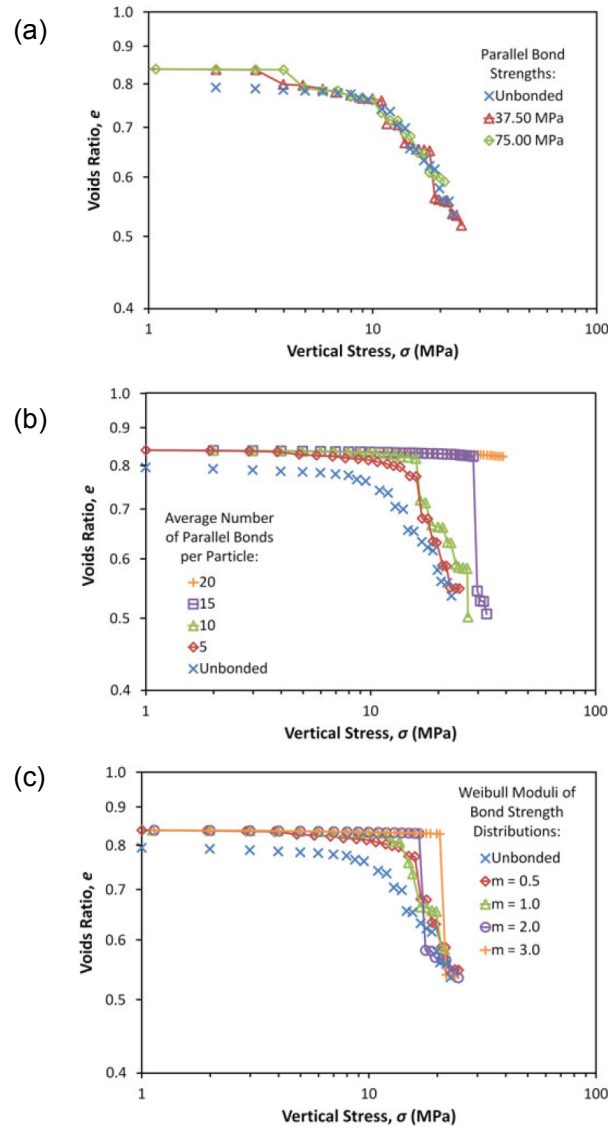 (a)
1.0
0.9
0.8
0.7
0.6
0.5
0.4
Voids Ratio, e
1
10
100
Vertical Stress, σ (MPa)
Parallel Bond
Strengths:
Unbonded
37.50 MPa
75.00 MPa
(b)
1.0
0.9
0.8
0.7
0.6
0.5
0.4
Voids Ratio, e
1
10
100
Vertical Stress, σ (MPa)
Average Number
of Parallel Bonds
per Particle:
20
15
10
5
Unbonded
(c)
1.0
0.9
0.8
0.7
0.6
0.5
0.4
Voids Ratio, e
1
10
100
Vertical Stress, σ (MPa)
Weibull Moduli of
Bond Strength
Distributions:
Unbonded
m = 0.5
m = 1.0
m = 2.0
m = 3.0